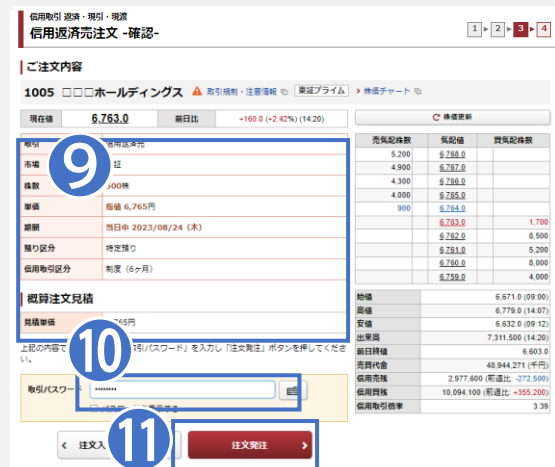 信用取引 返済・現引・現渡
信用返済売注文 -確認-
1 2 3 4
ご注文内容
1005 □□□ホールディングス 取引規制・注意情報 東証プライム 株価チャート
現在値 6,763.0 前日比 +160.0 (+2.42%) (14:20)
株価更新
取引 信用返済売
市場 証
株数 500株
単価 指値 6,765円
期間 当日中 2023/08/24 (木)
預り区分 特定預り
信用取引区分 制度 (6ヶ月)
9
売気配株数 気配値 買気配株数
5,200 6,768.0
4,900 6,767.0
4,300 6,766.0
4,000 6,765.0
900 6,764.0
6,763.0 1,700
6,762.0 8,500
6,761.0 5,200
6,760.0 8,000
6,759.0 4,000
概算注文見積
見積単価 765円
始値 6,671.0 (09:00)
高値 6,779.0 (14:07)
安値 6,632.0 (09:12)
出来高 7,311,500 (14:20)
前日終値 6,603.0
売買代金 48,944,271 (千円)
信用売残 2,977,600 (前週比: -272,500)
信用買残 10,094,100 (前週比: +355,200)
信用取引倍率 3.39
上記の内容で 引パスワード」を入力し「注文発注」ボタンを押してください。
10
取引パスワード ••••••••
11
注文入
注文発注